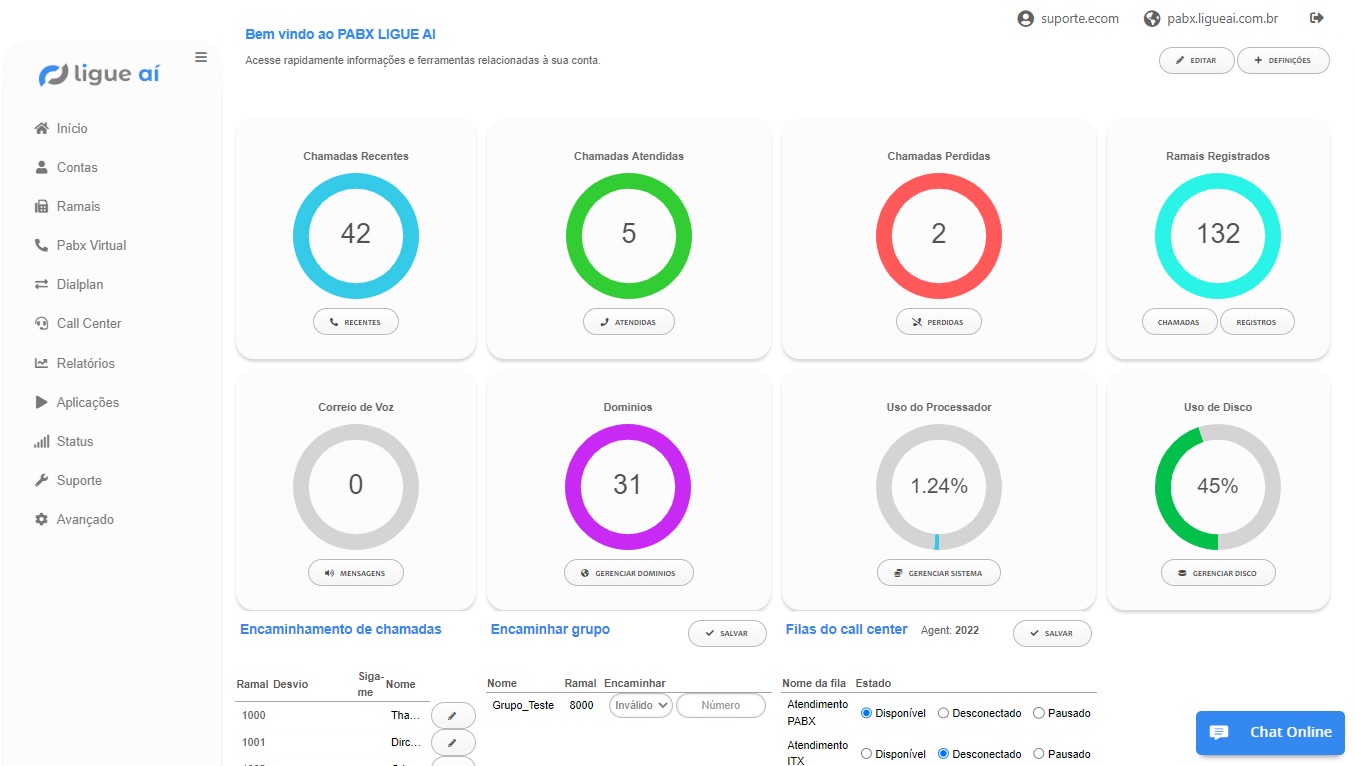 suporte.ecom pabx.ligueai.com.br
Bem vindo ao PABX LIGUE AI
Acesse rapidamente informações e ferramentas relacionadas à sua conta.
EDITAR DEFINIÇÕES
ligue aí
Início
Contas
Ramais
Pabx Virtual
Dialplan
Call Center
Relatórios
Aplicações
Status
Suporte
Avançado
Chamadas Recentes
42
RECENTES
Chamadas Atendidas
5
ATENDIDAS
Chamadas Perdidas
2
PERDIDAS
Ramais Registrados
132
CHAMADAS REGISTROS
Correio de Voz
0
MENSAGENS
Dominios
31
GERENCIAR DOMINIOS
Uso do Processador
1.24%
GERENCIAR SISTEMA
Uso de Disco
45%
GERENCIAR DISCO
Encaminhamento de chamadas
Ramal Desvio Siga-
me Nome
1000 Tha...
1001 Dirc...
Encaminhar grupo SALVAR
Nome Ramal Encaminhar
Grupo_Teste 8000 Inválido Número
Filas do call center Agent: 2022 SALVAR
Nome da fila Estado
Atendimento
PABX Disponível Desconectado Pausado
Atendimento
ITX Disponível Desconectado Pausado
Chat Online